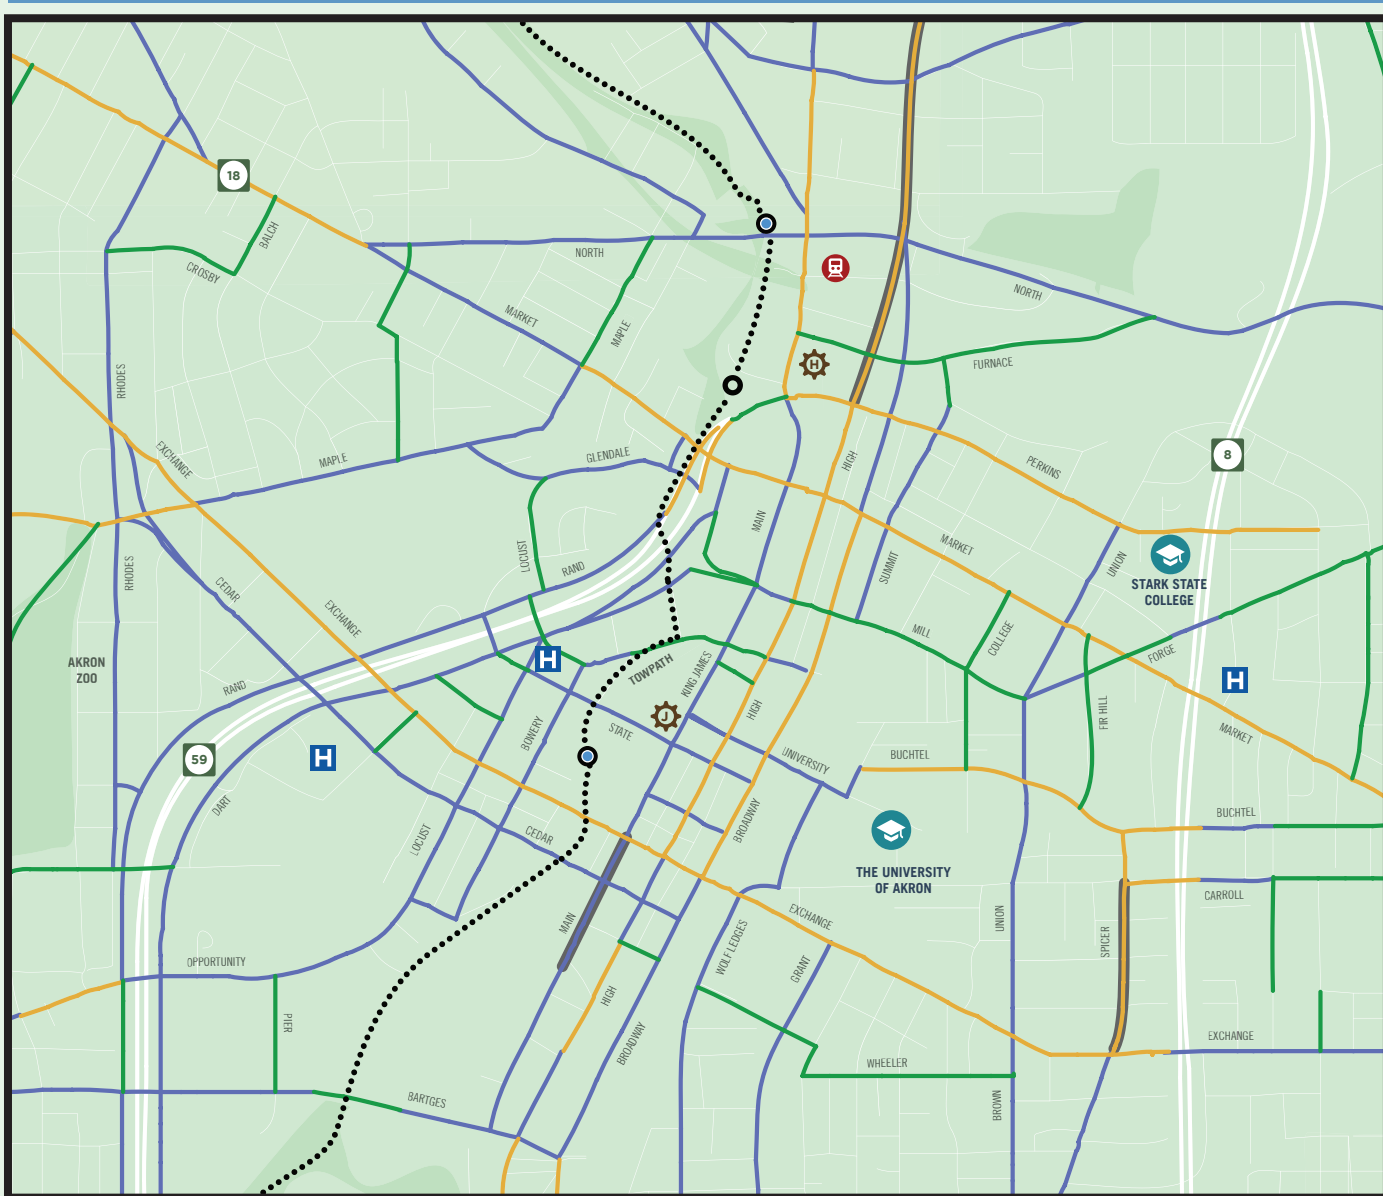 18
BALCH
CROSBY
NORTH
NORTH
MARKET
MAPLE
H
FURNACE
RHODES
EXCHANGE
MAPLE
GLENDALE
HIGH
PERKINS
8
MAIN
MARKET
LOCUST
RAND
SUMMIT
UNION
STARK STATE
COLLEGE
RHODES
CEDAR
EXCHANGE
MILL
COLLEGE
FORGE
AKRON
ZOO
RAND
H
TOWPATH
KING JAMES
H
FIR HILL
HIGH
J
STATE
BOWERY
MARKET
59
H
UNIVERSITY
BUCHTEL
DART
BROADWAY
BUCHTEL
LOCUST
CEDAR
THE UNIVERSITY
OF AKRON
CARROLL
MAIN
EXCHANGE
WOLF LEDGES
UNION
SPICER
OPPORTUNITY
GRANT
HIGH
PIER
BROADWAY
EXCHANGE
WHEELER
BARTGES
BROWN